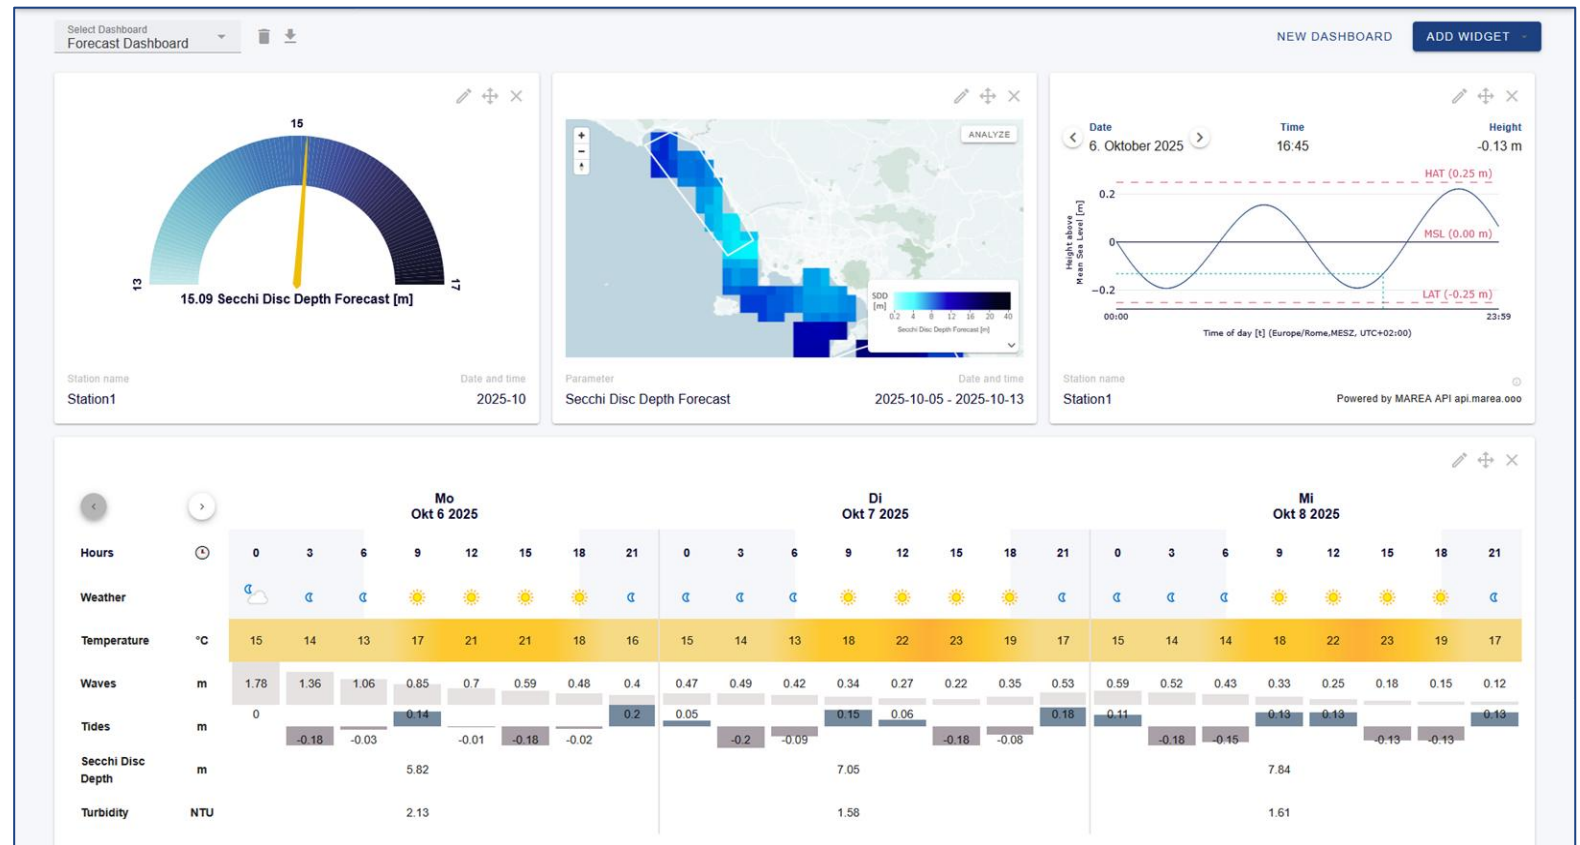 Select Dashboard
Forecast Dashboard
NEW DASHBOARD
ADD WIDGET
15
13
17
15.09 Secchi Disc Depth Forecast [m]
Station name
Date and time
Station1
2025-10
ANALYZE
SDD
[m]
0.2 4 8 12 16 20 40
Secchi Disc Depth Forecast [m]
Parameter
Date and time
Secchi Disc Depth Forecast
2025-10-05 - 2025-10-13
Date
Time
Height
6. Oktober 2025
16:45
-0.13 m
HAT (0.25 m)
0.2
MSL (0.00 m)
0
Height above
Mean Sea Level [m]
−0.2
LAT (-0.25 m)
00:00
23:59
Time of day [t] (Europe/Rome,MESZ, UTC+02:00)
Station name
Station1
Powered by MAREA API api.marea.ooo
Mo Di Mi
Okt 6 2025 Okt 7 2025 Okt 8 2025
Hours 0 3 6 9 12 15 18 21 0 3 6 9 12 15 18 21 0 3 6 9 12 15 18 21
Weather
Temperature °C 15 14 13 17 21 21 18 16 15 14 13 18 22 23 19 17 15 14 14 18 22 23 19 17
Waves m 1.78 1.36 1.06 0.85 0.7 0.59 0.48 0.4 0.47 0.49 0.42 0.34 0.27 0.22 0.35 0.53 0.59 0.52 0.43 0.33 0.25 0.18 0.15 0.12
Tides m 0 -0.18 -0.03 0.14 -0.01 -0.18 -0.02 0.2 0.05 -0.2 -0.09 0.15 0.06 -0.18 -0.08 0.18 0.11 -0.18 -0.15 0.13 0.13 -0.13 -0.13 0.13
Secchi Disc
Depth m 5.82 7.05 7.84
Turbidity NTU 2.13 1.58 1.61